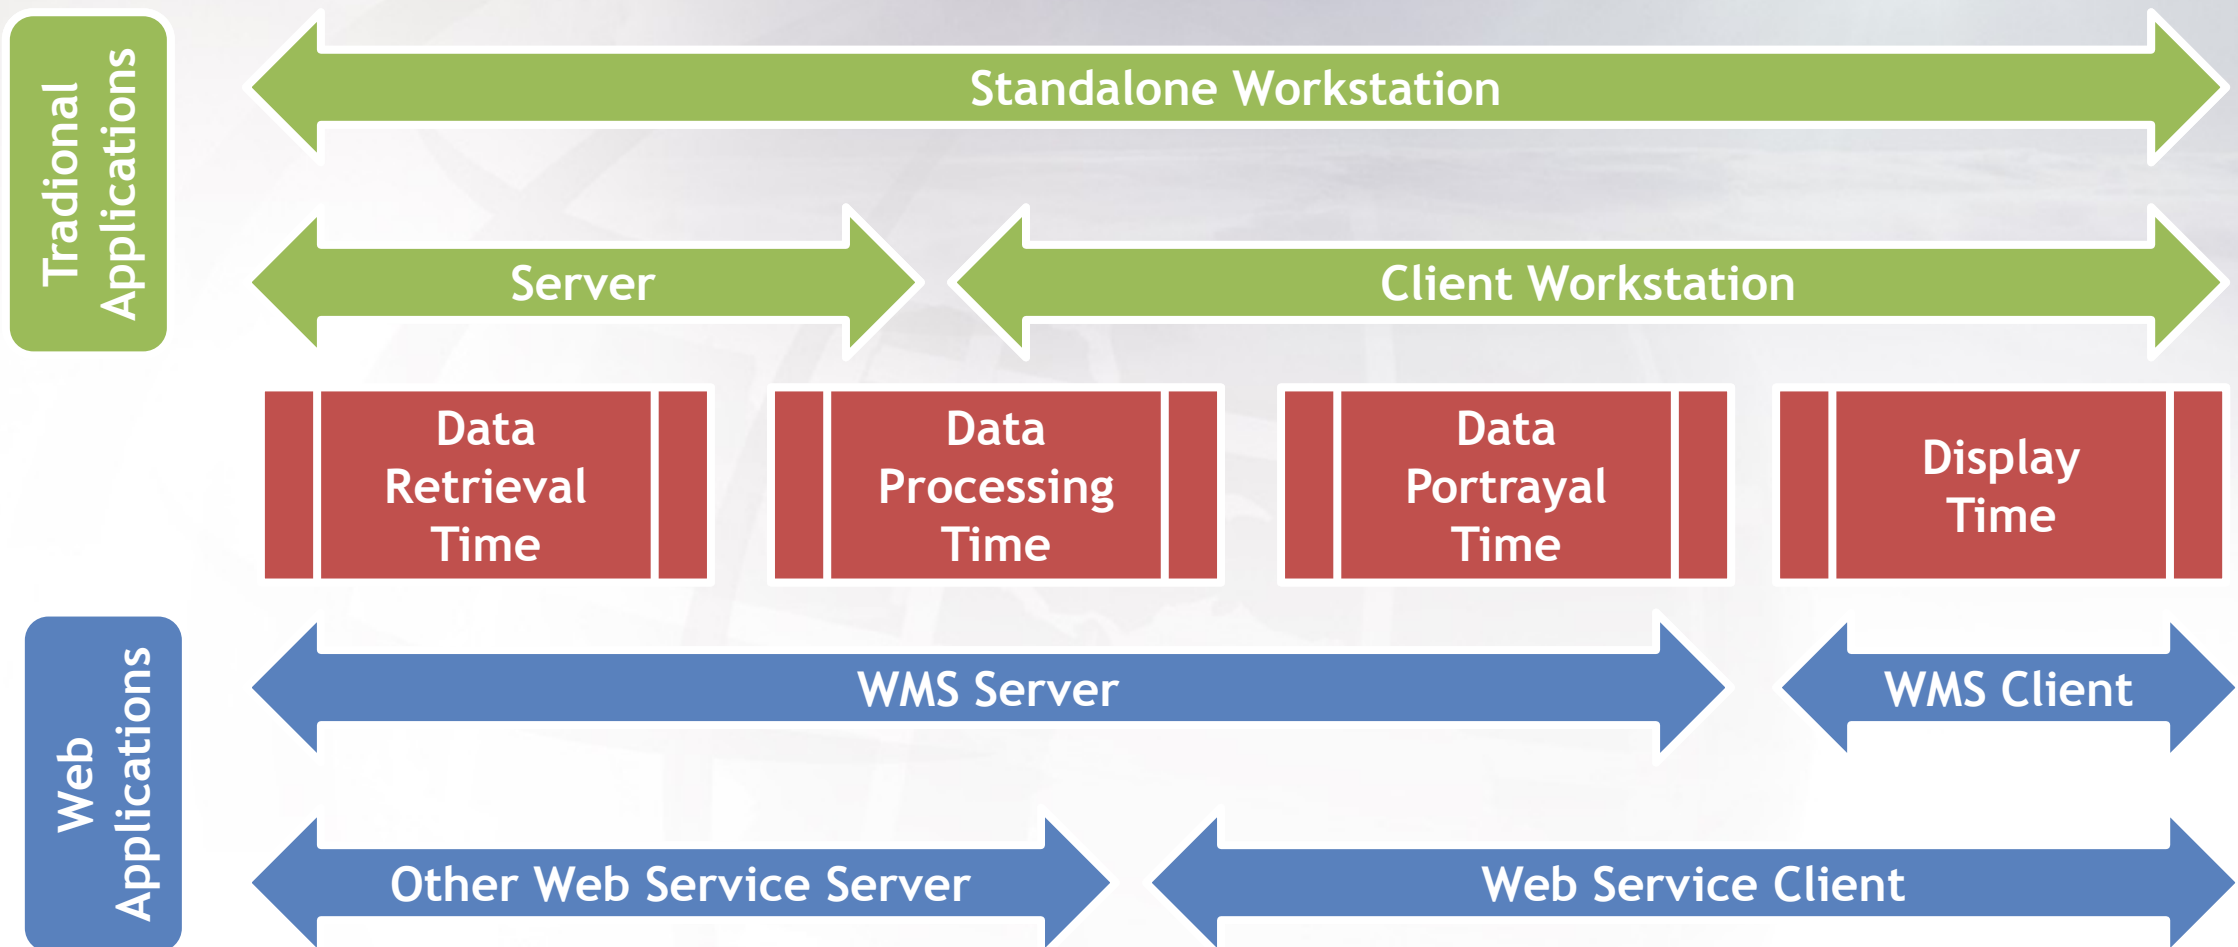 Tradional
Applications
Standalone Workstation
Server
Client Workstation
Data
Retrieval
Time
Data
Processing
Time
Data
Portrayal
Time
Display
Time
Web
Applications
WMS Server
WMS Client
Other Web Service Server
Web Service Client